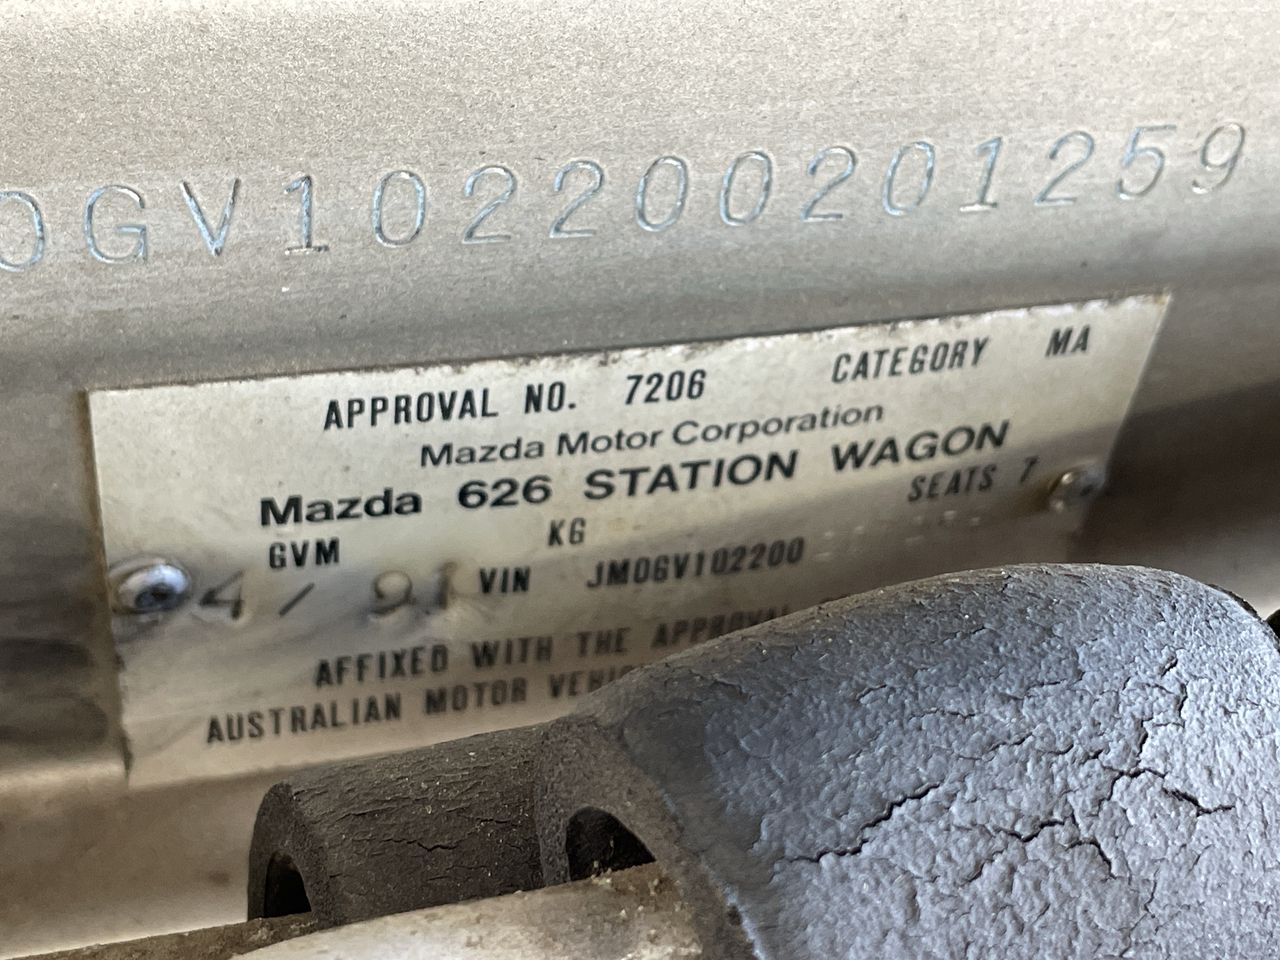 0GV102200201259
APPROVAL NO. 7206 CATEGORY MA
Mazda Motor Corporation
Mazda 626 STATION WAGON
GVM KG SEATS 7
4 / 91 VIN JM0GV102200
AFFIXED WITH THE APPROVAL
AUSTRALIAN MOTOR